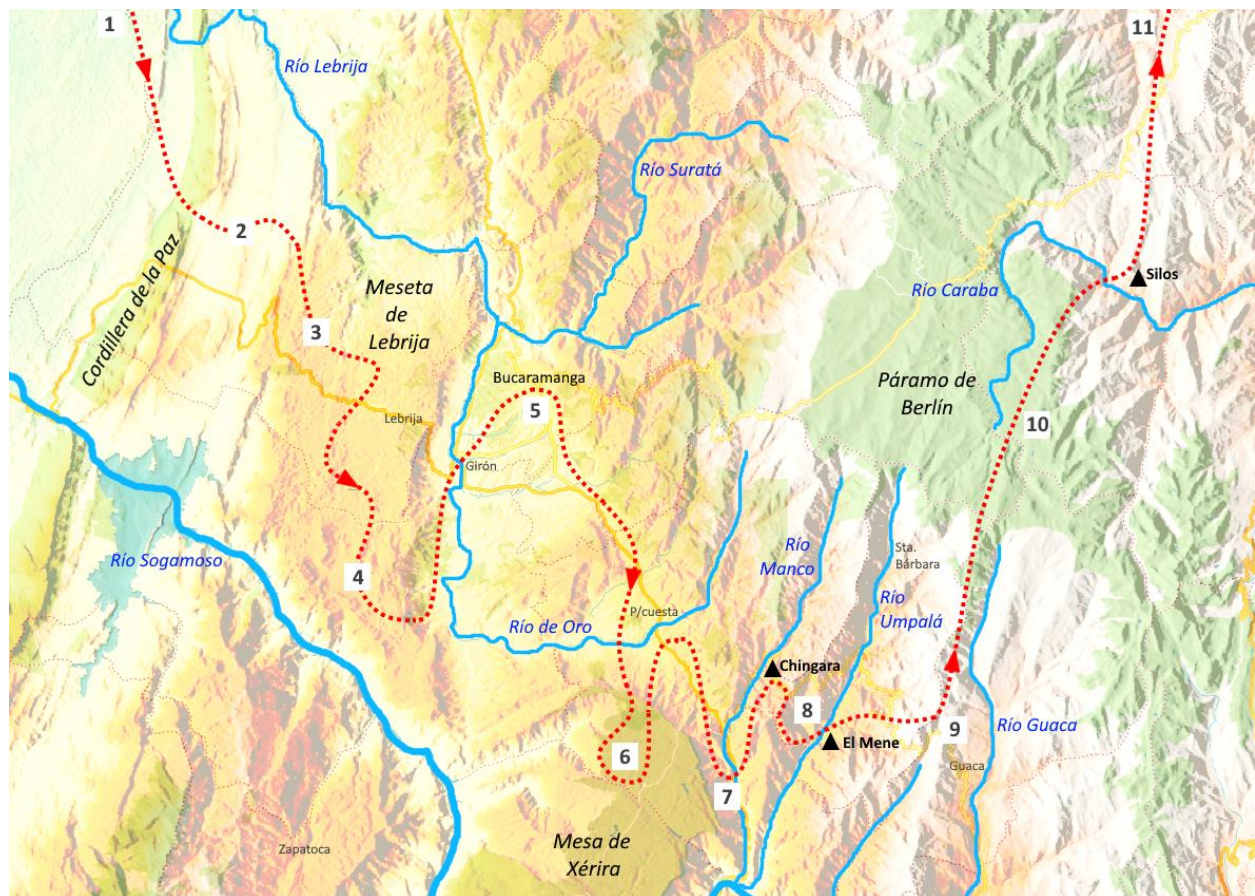 1
11
Río Lebrija
Río Suratá
2
Cordillera de la Paz
Meseta
de
Lebrija
3
Río Caraba
Silos
Bucaramanga
5
Páramo de
Berlín
Lebrija
10
Girón
Río Sogamoso
4
Río
Manco
Sta.
Bárbara
Río
Umpalá
P/cuesta
Río de Oro
Chingara
8
6
El Mene
9
Río Guaca
Guaca
7
Zapatoca
Mesa de
Xérira